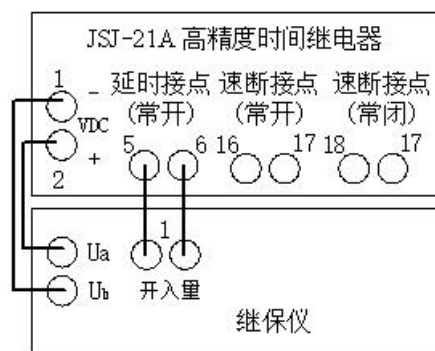 JSJ-21A 高精度时间继电器
1 - 延时接点 速断接点 速断接点
VDC (常开) (常开) (常闭)
+ 5 6 16 17 18 17
2
1
Ua
Ub 开入量
继保仪